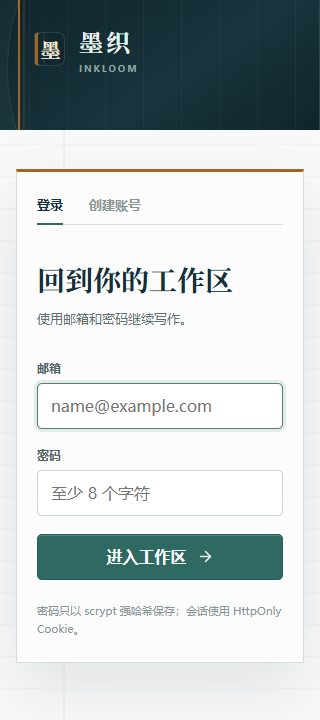 墨
墨织
INKLOOM
登录 创建账号
回到你的工作区
使用邮箱和密码继续写作。
邮箱
name@example.com
密码
至少 8 个字符
进入工作区 →
密码只以 scrypt 强哈希保存；会话使用 HttpOnly
Cookie。